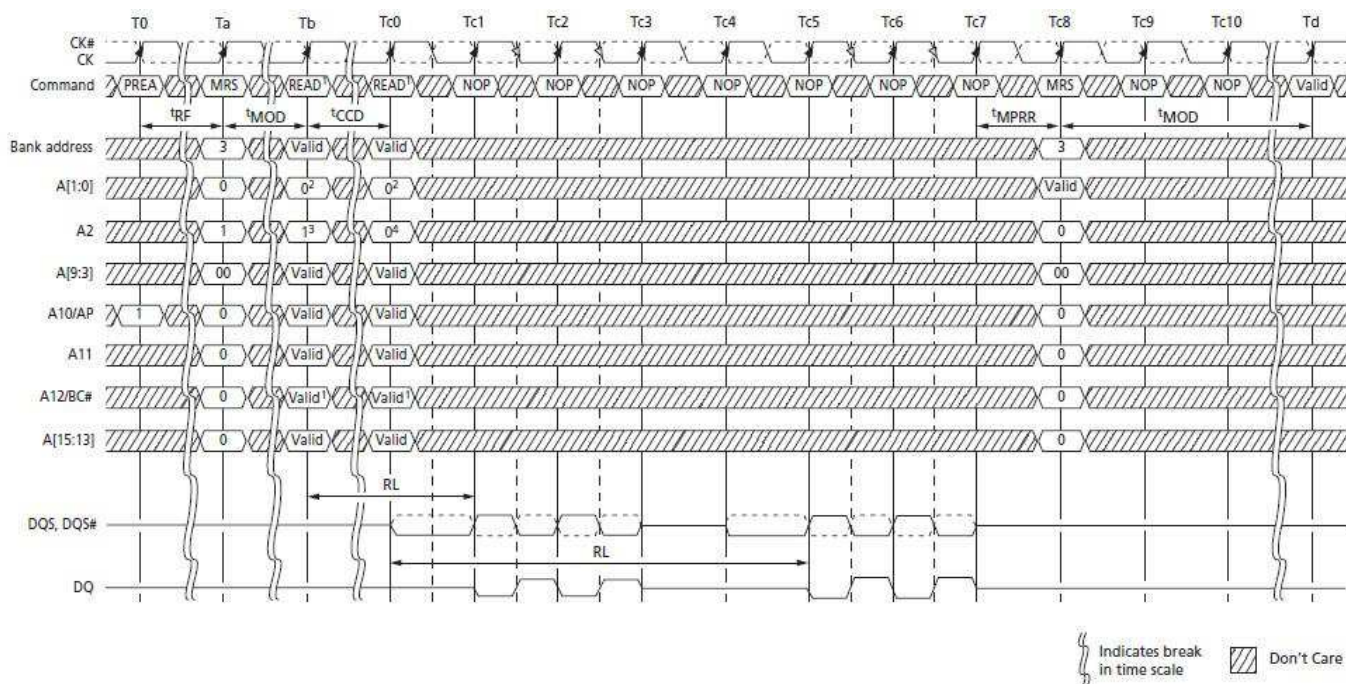 T0 Ta Tb Tc0 Tc1 Tc2 Tc3 Tc4 Tc5 Tc6 Tc7 Tc8 Tc9 Tc10 Td
CK#
CK
Command PREA MRS READ1 READ1 NOP NOP NOP NOP NOP NOP NOP MRS NOP NOP Valid
tRF tMOD tCCD tMPRR tMOD
Bank address 3 Valid Valid 3
A[1:0] 0 0² 0² Valid
A2 1 1³ 0⁴ 0
A[9:3] 00 Valid Valid 00
A10/AP 1 0 Valid Valid 0
A11 0 Valid Valid 0
A12/BC# 0 Valid¹ Valid¹ 0
A[15:13] 0 Valid Valid 0
RL
DQS, DQS#
RL
DQ
Indicates break
in time scale
Don't Care